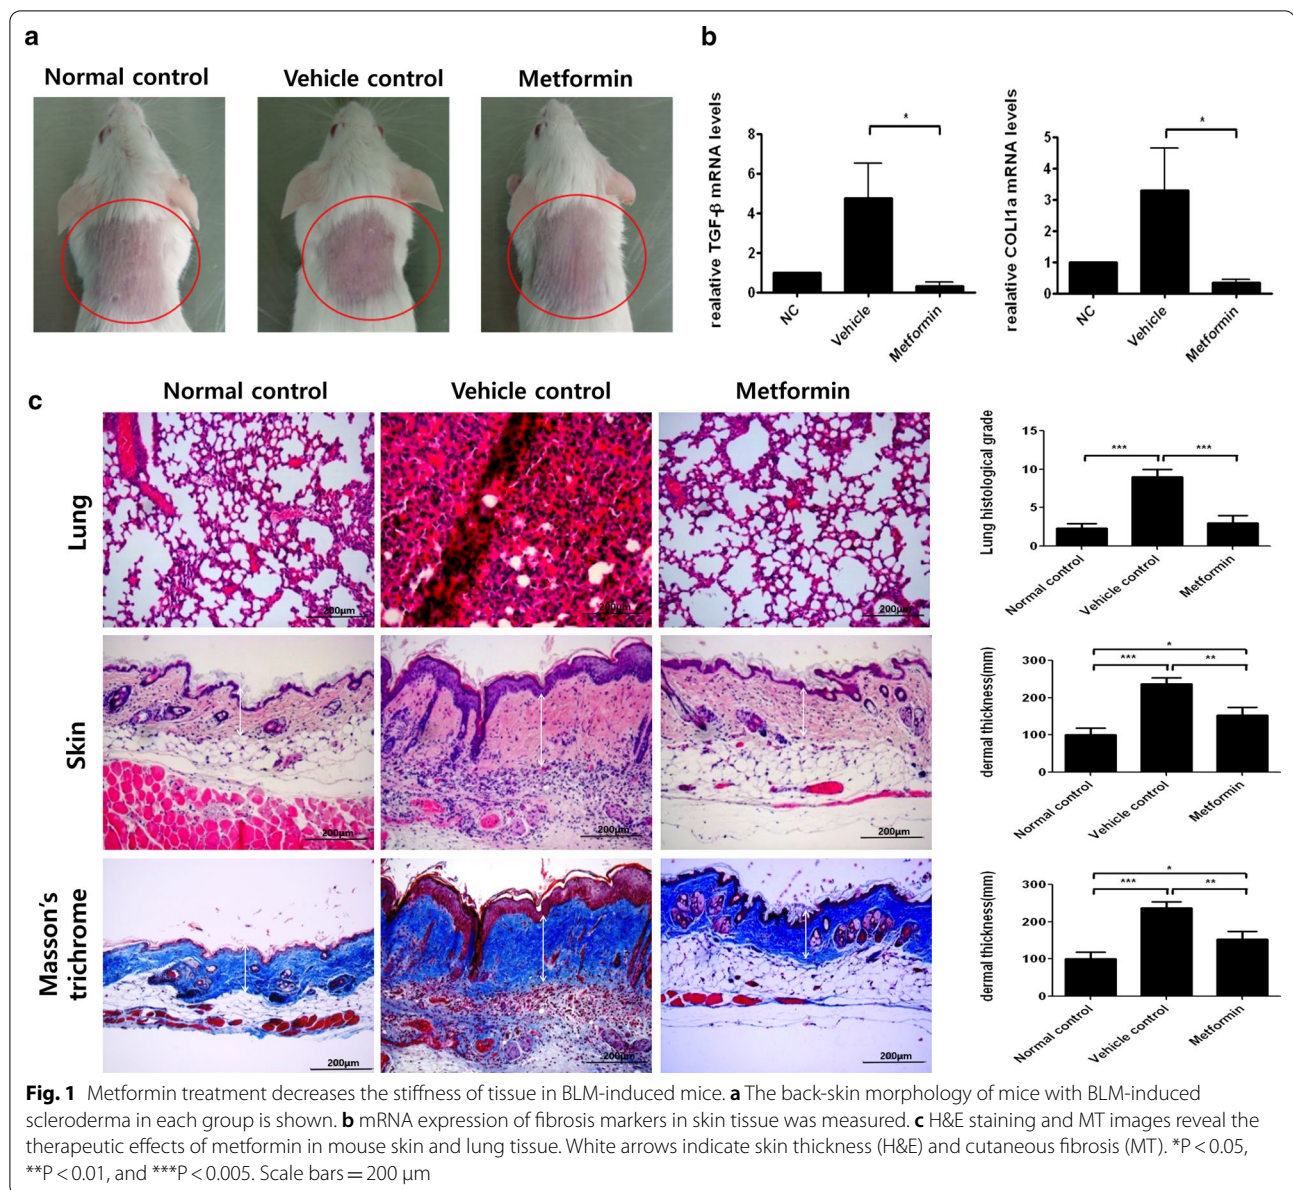 a
Normal control
Vehicle control
Metformin
b
realative TGF-β mRNA levels
8
6
4
2
0
*
NC
Vehicle
Metformin
realative COLI1a mRNA levels
5
4
3
2
1
0
*
NC
Vehicle
Metformin
c
Normal control
Vehicle control
Metformin
Lung
200μm
200μm
200μm
Lung histological grade
15
10
5
0
***
***
Normal control
Vehicle control
Metformin
Skin
200μm
200μm
200μm
dermal thickness(mm)
300
200
100
0
*
***
**
Normal control
Vehicle control
Metformin
Masson's
trichrome
200μm
200μm
200μm
dermal thickness(mm)
300
200
100
0
*
***
**
Normal control
Vehicle control
Metformin
Fig. 1 Metformin treatment decreases the stiffness of tissue in BLM-induced mice. a The back-skin morphology of mice with BLM-induced
scleroderma in each group is shown. b mRNA expression of fibrosis markers in skin tissue was measured. c H&E staining and MT images reveal the
therapeutic effects of metformin in mouse skin and lung tissue. White arrows indicate skin thickness (H&E) and cutaneous fibrosis (MT). *P < 0.05,
**P < 0.01, and ***P < 0.005. Scale bars = 200 μm